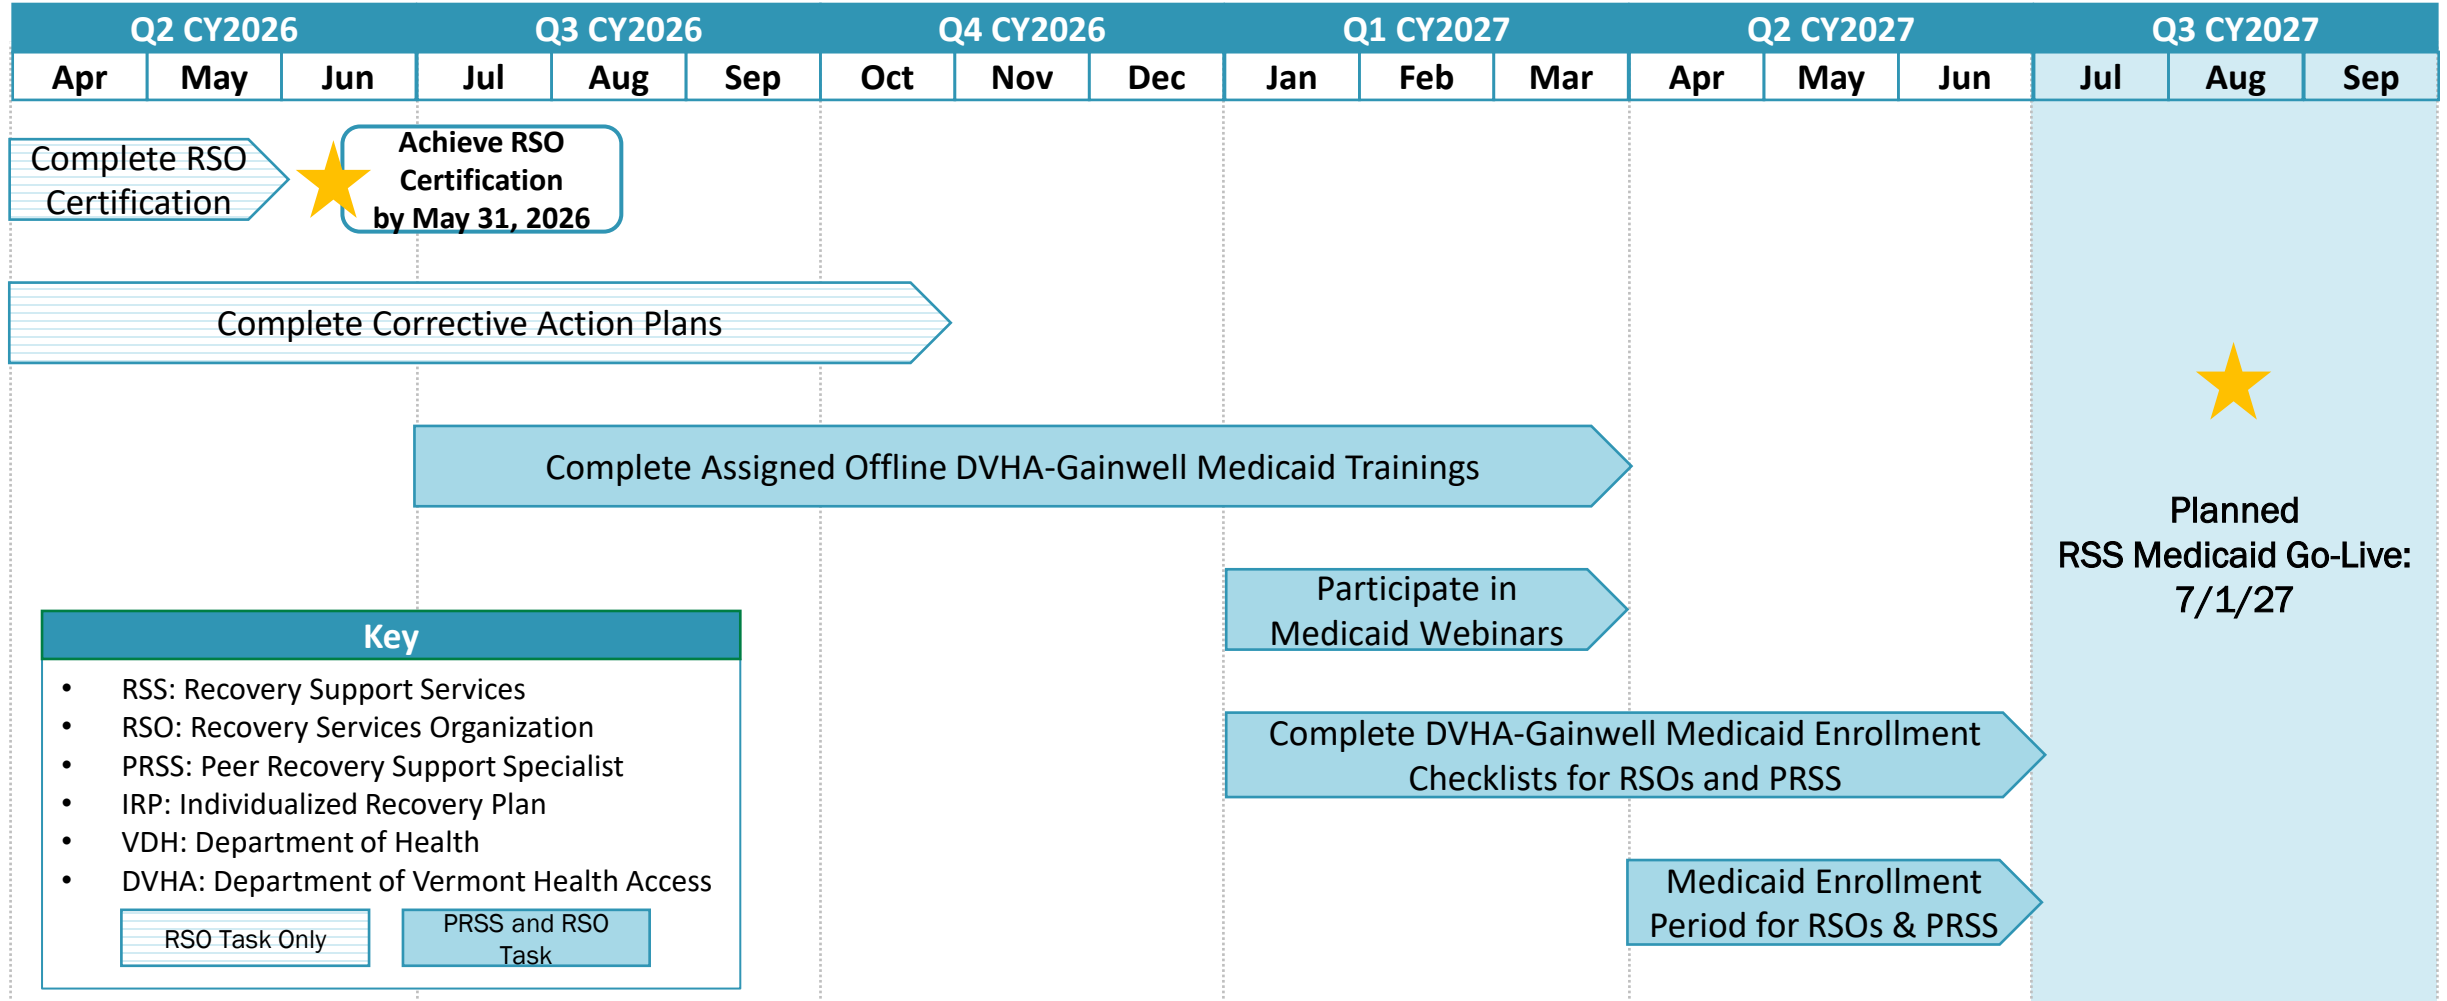 Q2 CY2026 Q3 CY2026 Q4 CY2026 Q1 CY2027 Q2 CY2027 Q3 CY2027
Apr May Jun Jul Aug Sep Oct Nov Dec Jan Feb Mar Apr May Jun Jul Aug Sep
Complete RSO
Certification
Achieve RSO
Certification
by May 31, 2026
Complete Corrective Action Plans
Complete Assigned Offline DVHA-Gainwell Medicaid Trainings
Participate in
Medicaid Webinars
Complete DVHA-Gainwell Medicaid Enrollment
Checklists for RSOs and PRSS
Medicaid Enrollment
Period for RSOs & PRSS
Planned
RSS Medicaid Go-Live:
7/1/27
Key
• RSS: Recovery Support Services
• RSO: Recovery Services Organization
• PRSS: Peer Recovery Support Specialist
• IRP: Individualized Recovery Plan
• VDH: Department of Health
• DVHA: Department of Vermont Health Access
RSO Task Only
PRSS and RSO
Task